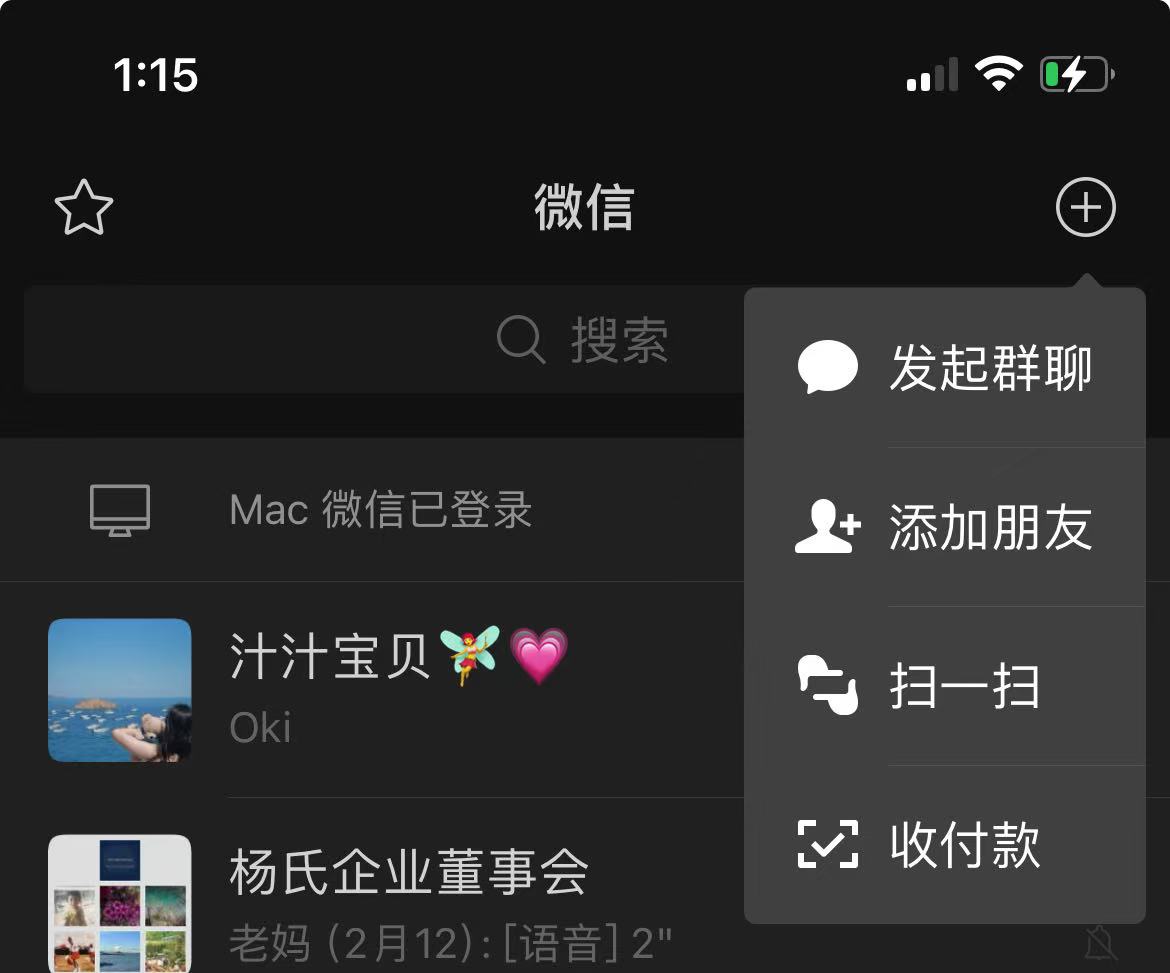 1:15
微信
搜索
发起群聊
添加朋友
扫一扫
收付款
Mac 微信已登录
汁汁宝贝🧚💗
Oki
杨氏企业董事会
老妈 (2月12): [语音] 2"